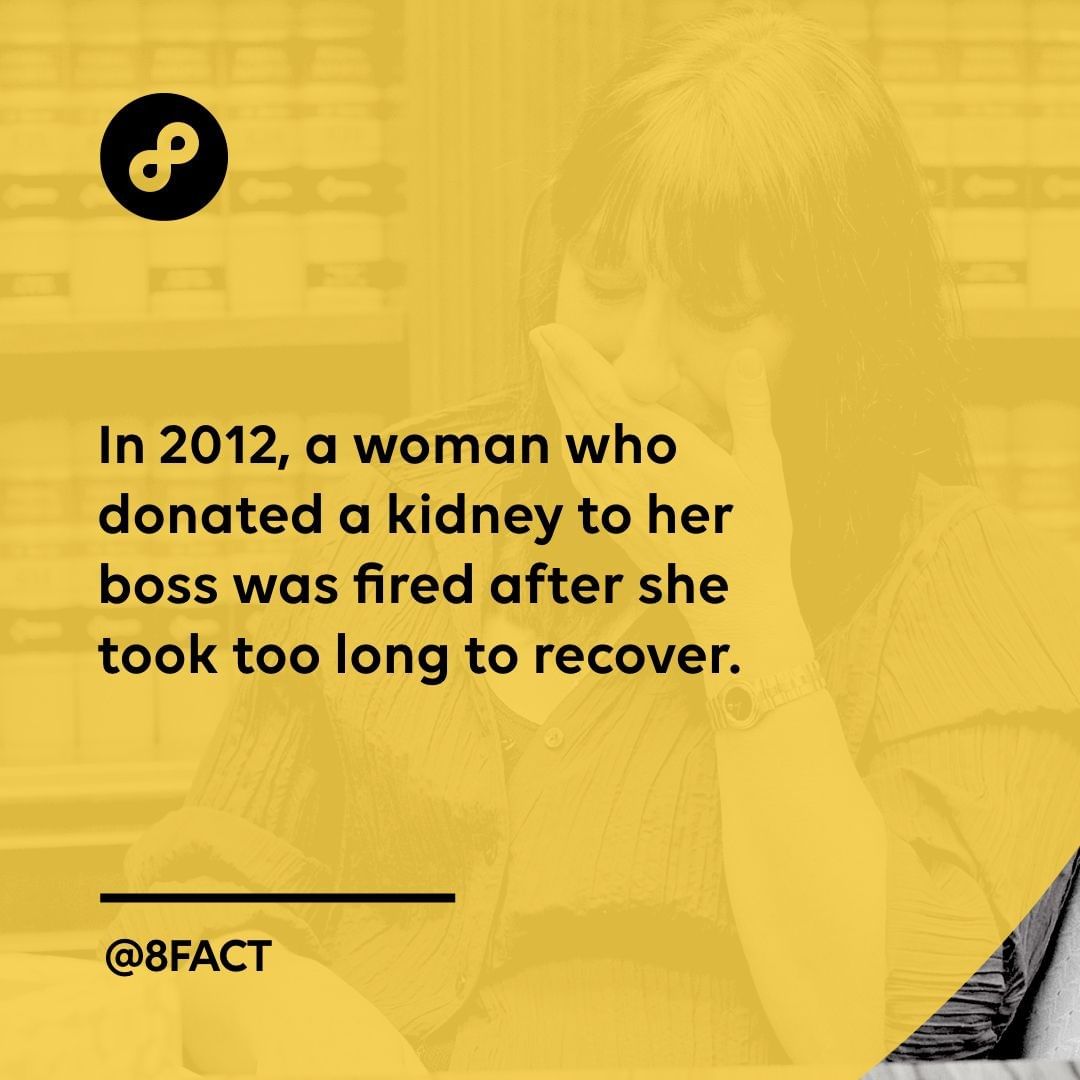 In 2012, a woman who
donated a kidney to her
boss was fired after she
took too long to recover.
@8FACT